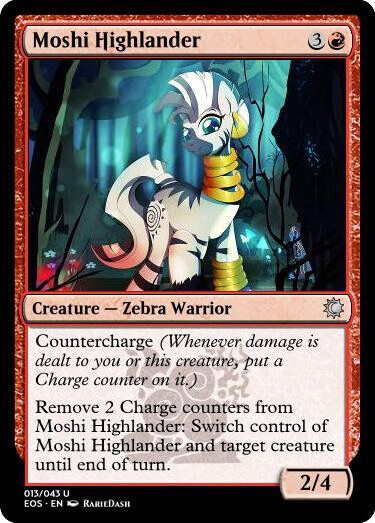 Moshi Highlander 3
Creature — Zebra Warrior
Countercharge (Whenever damage is
dealt to you or this creature, put a
Charge counter on it.)
Remove 2 Charge counters from
Moshi Highlander: Switch control of
Moshi Highlander and target creature
until end of turn.
2/4
013/043 U
EOS · EN RarieDash